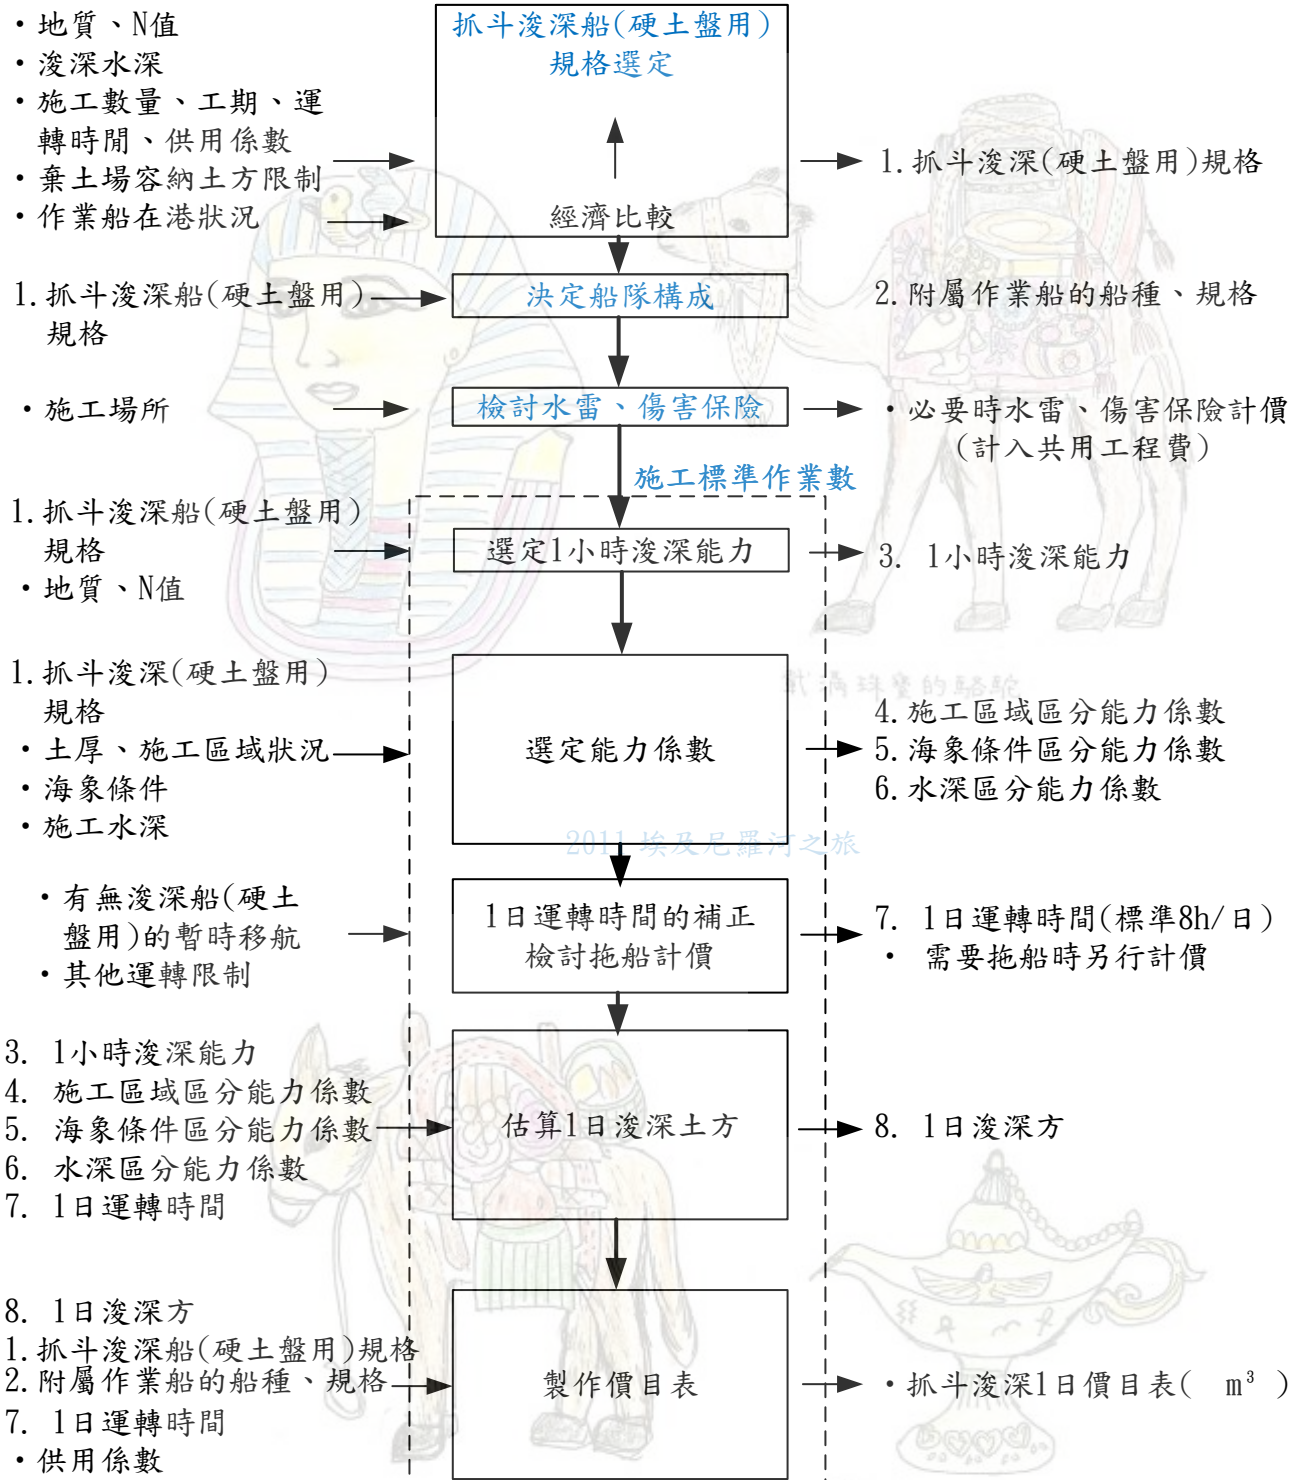 ・地質、N值
・浚深水深
・施工數量、工期、運
轉時間、供用係數
・棄土場容納土方限制
・作業船在港狀況
抓斗浚深船(硬土盤用)
規格選定
經濟比較
1.抓斗浚深(硬土盤用)規格
1.抓斗浚深船(硬土盤用)
規格
決定船隊構成
2.附屬作業船的船種、規格
・施工場所
檢討水雷、傷害保險
・必要時水雷、傷害保險計價
(計入共用工程費)
施工標準作業數
1.抓斗浚深船(硬土盤用)
規格
・地質、N值
選定1小時浚深能力
3. 1小時浚深能力
戴滿珠寶的駱駝
1.抓斗浚深(硬土盤用)
規格
・土厚、施工區域狀況
・海象條件
・施工水深
選定能力係數
4.施工區域區分能力係數
5.海象條件區分能力係數
6.水深區分能力係數
2011 埃及尼羅河之旅
・有無浚深船(硬土
盤用)的暫時移航
・其他運轉限制
1日運轉時間的補正
檢討拖船計價
7. 1日運轉時間(標準8h/日)
・ 需要拖船時另行計價
3. 1小時浚深能力
4. 施工區域區分能力係數
5. 海象條件區分能力係數
6. 水深區分能力係數
7. 1日運轉時間
估算1日浚深土方
8. 1日浚深方
8. 1日浚深方
1.抓斗浚深船(硬土盤用)規格
2.附屬作業船的船種、規格
7. 1日運轉時間
・供用係數
製作價目表
・抓斗浚深1日價目表( m³ )